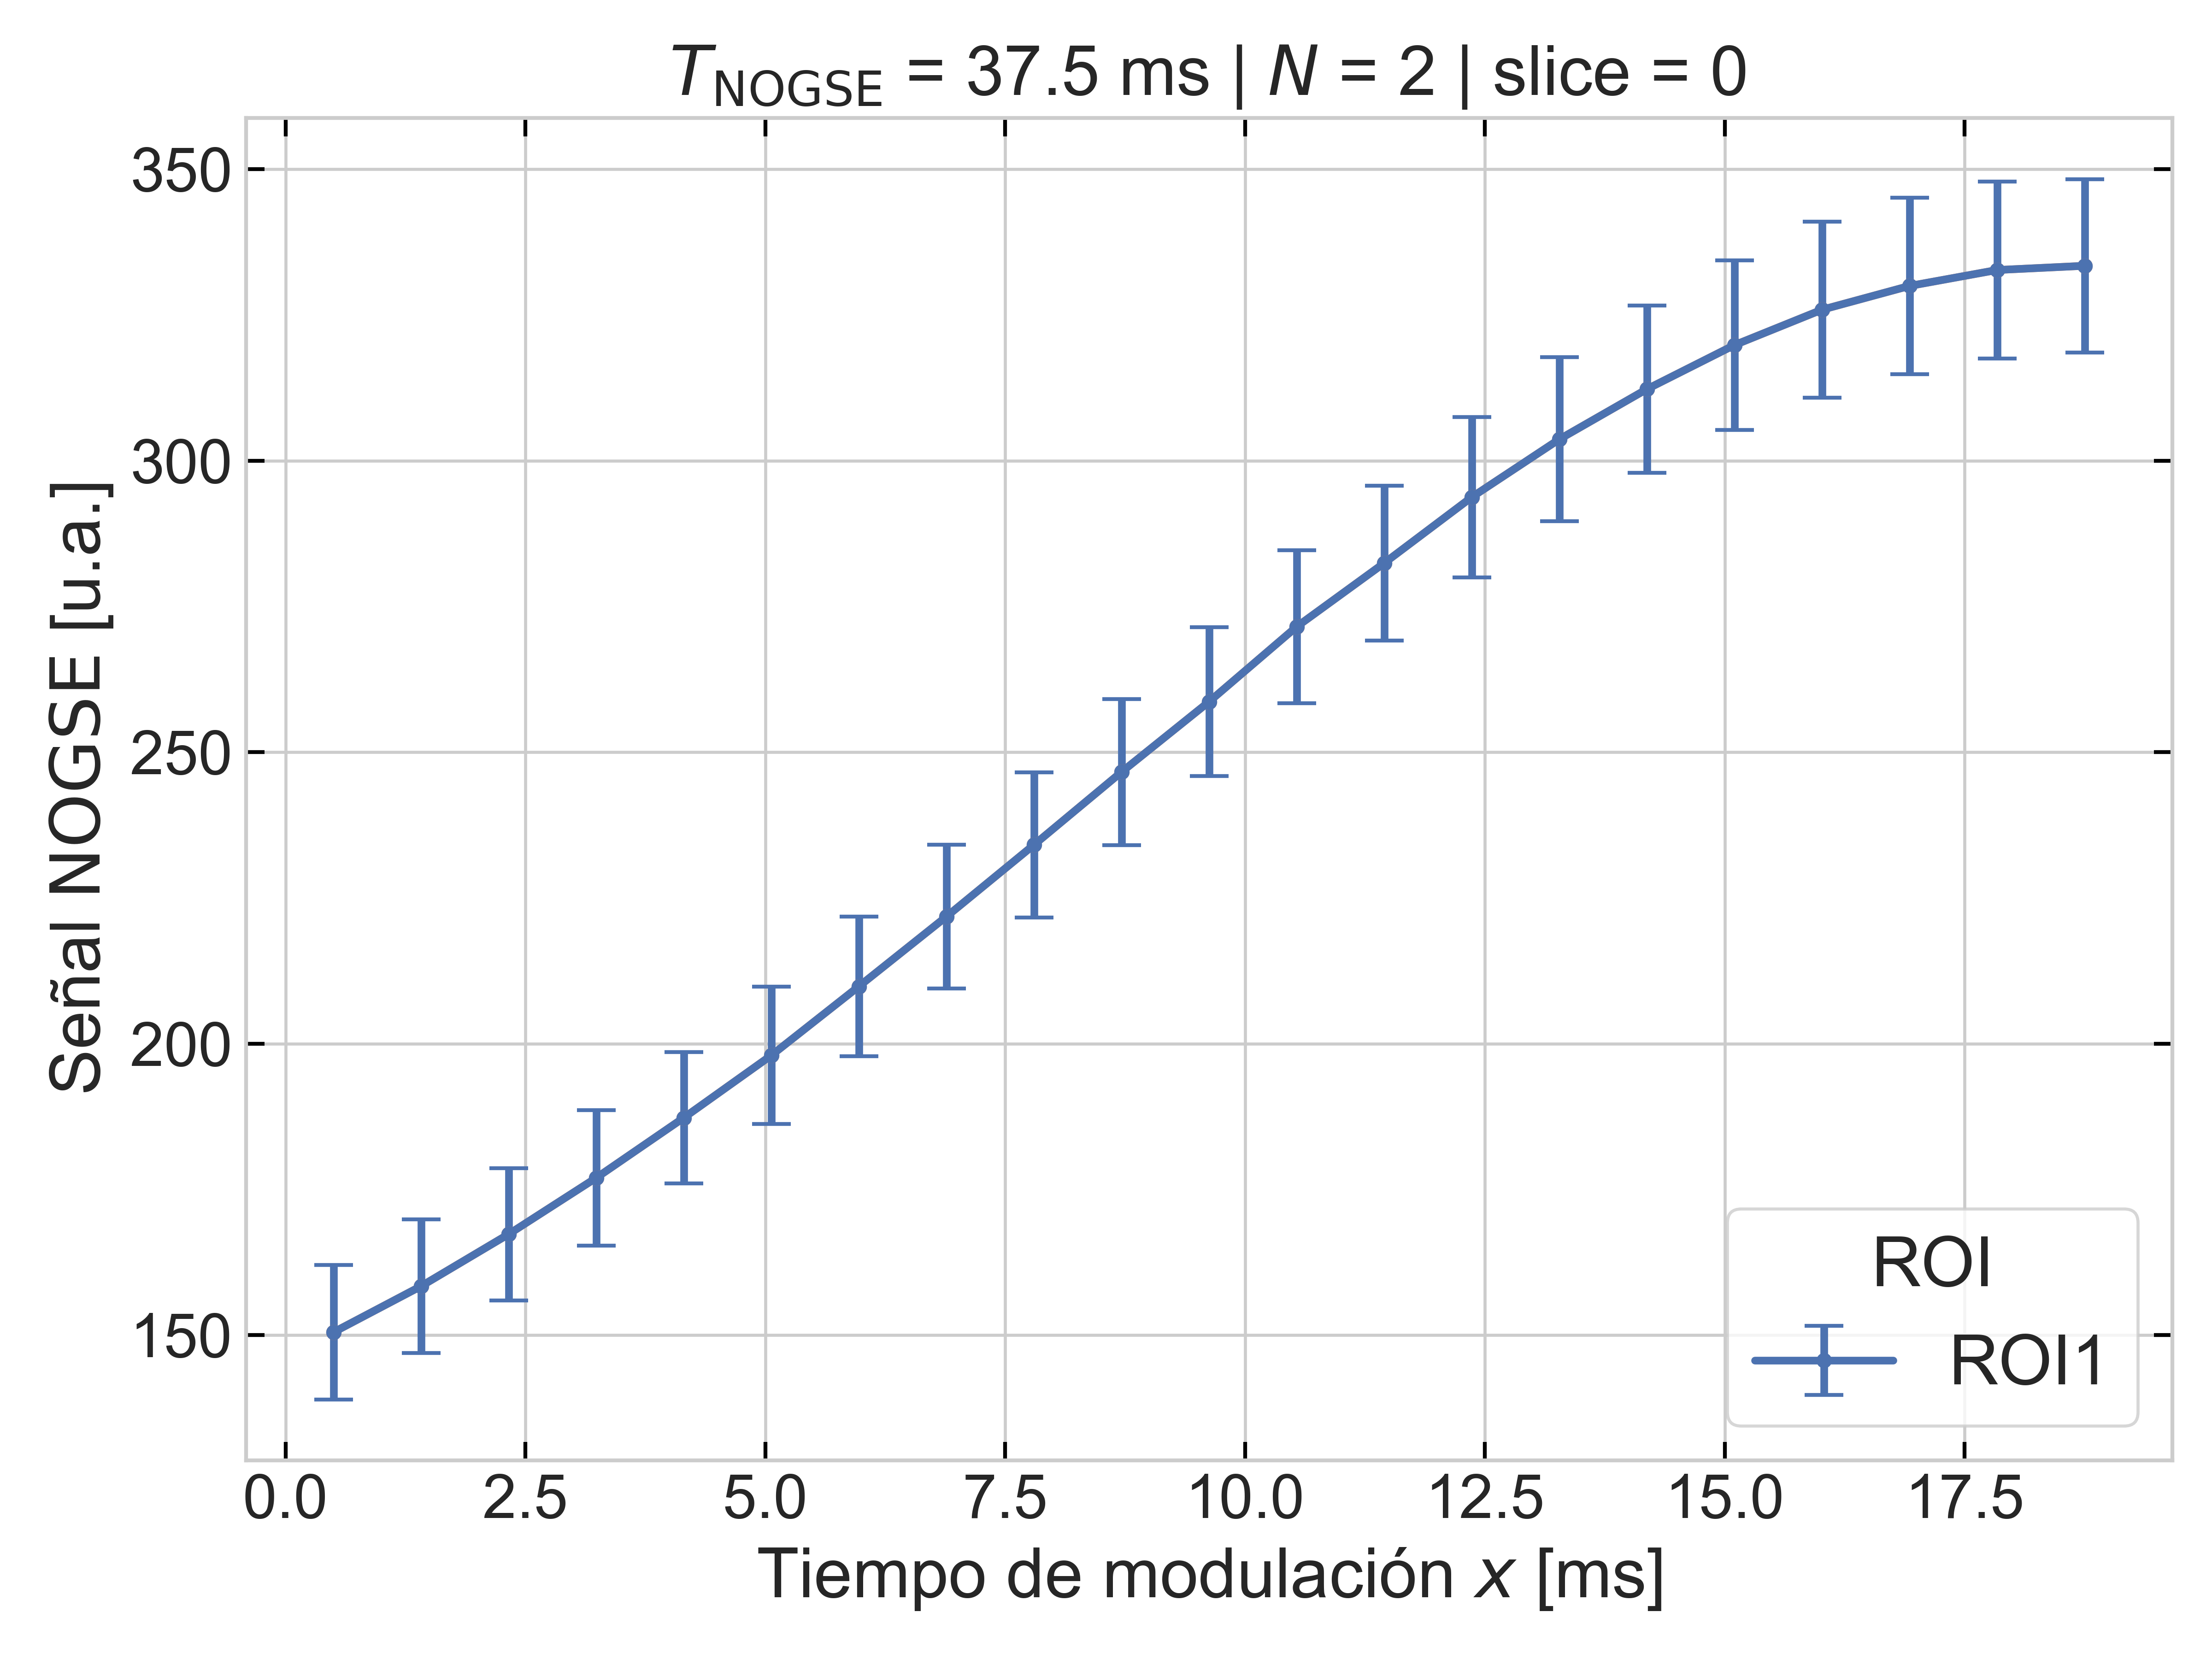 T_NOGSE = 37.5 ms | N = 2 | slice = 0
Señal NOGSE [u.a.]
350
300
250
200
150
0.0 2.5 5.0 7.5 10.0 12.5 15.0 17.5
Tiempo de modulación x [ms]
ROI
ROI1